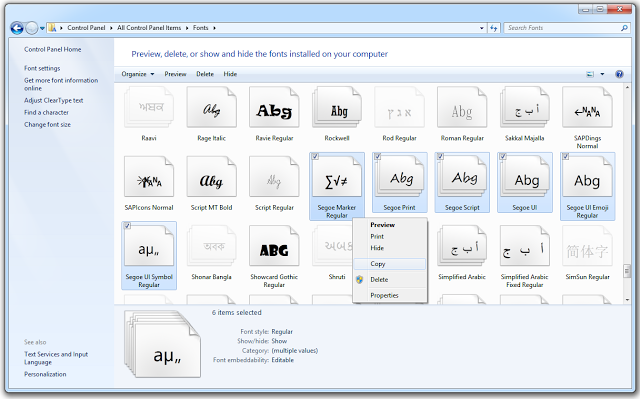 Control Panel ▸ All Control Panel Items ▸ Fonts ▸
Search Fonts
Control Panel Home
Font settings
Get more font information
online
Adjust ClearType text
Find a character
Change font size
Preview, delete, or show and hide the fonts installed on your computer
Organize Preview Delete Hide
Abg Abg Abg אבן Abg أ ب ج
Raavi Rage Italic Ravie Regular Rockwell Rod Regular Roman Regular Sakkal Majalla SAPDings
Normal
Abg Abg ∑√≠ Abg Abg Abg Abg
SAPIcons Normal Script MT Bold Script Regular Segoe Marker
Regular Segoe Print Segoe Script Segoe UI Segoe UI Emoji
Regular
aμ„ ABG أ ب ج أ ب ج 简体字
Segoe UI Symbol
Regular Shonar Bangla Showcard Gothic
Regular Shruti Simplified Arabic Simplified Arabic
Fixed Regular SimSun Regular
Preview
Print
Hide
Copy
Delete
Properties
See also
Text Services and Input
Language
Personalization
aμ„
6 items selected
Font style: Regular
Show/hide: Show
Category: (multiple values)
Font embeddability: Editable